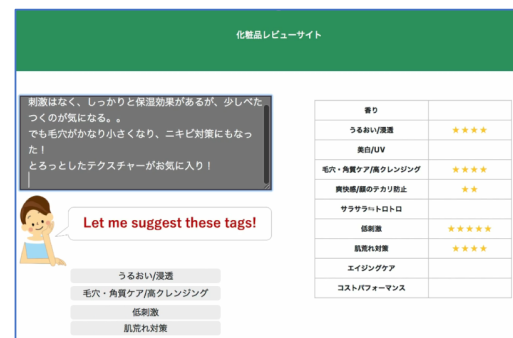 化粧品レビューサイト
刺激はなく、しっかりと保湿効果があるが、少しべた
つくのが気になる。。
でも毛穴がかなり小さくなり、ニキビ対策にもなっ
た！
とろっとしたテクスチャーがお気に入り！
Let me suggest these tags!
うるおい/浸透
毛穴・角質ケア/高クレンジング
低刺激
肌荒れ対策
香り
うるおい/浸透 ★★★★
美白/UV
毛穴・角質ケア/高クレンジング ★★★★
爽快感/顔のテカリ防止 ★★
サラサラ⇋トロトロ
低刺激 ★★★★★
肌荒れ対策 ★★★★
エイジングケア
コストパフォーマンス